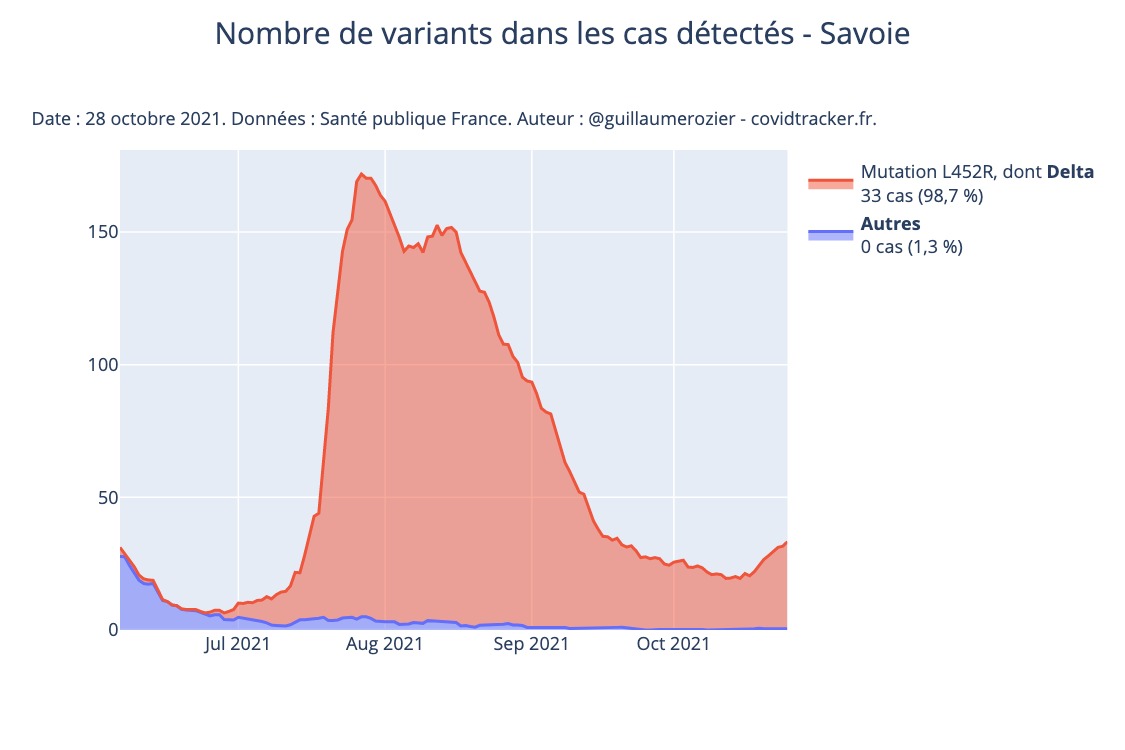 Nombre de variants dans les cas détectés - Savoie
Date : 28 octobre 2021. Données : Santé publique France. Auteur : @guillaumerozier - covidtracker.fr.
Mutation L452R, dont Delta
33 cas (98,7 %)
Autres
0 cas (1,3 %)
150
100
50
0
Jul 2021 Aug 2021 Sep 2021 Oct 2021